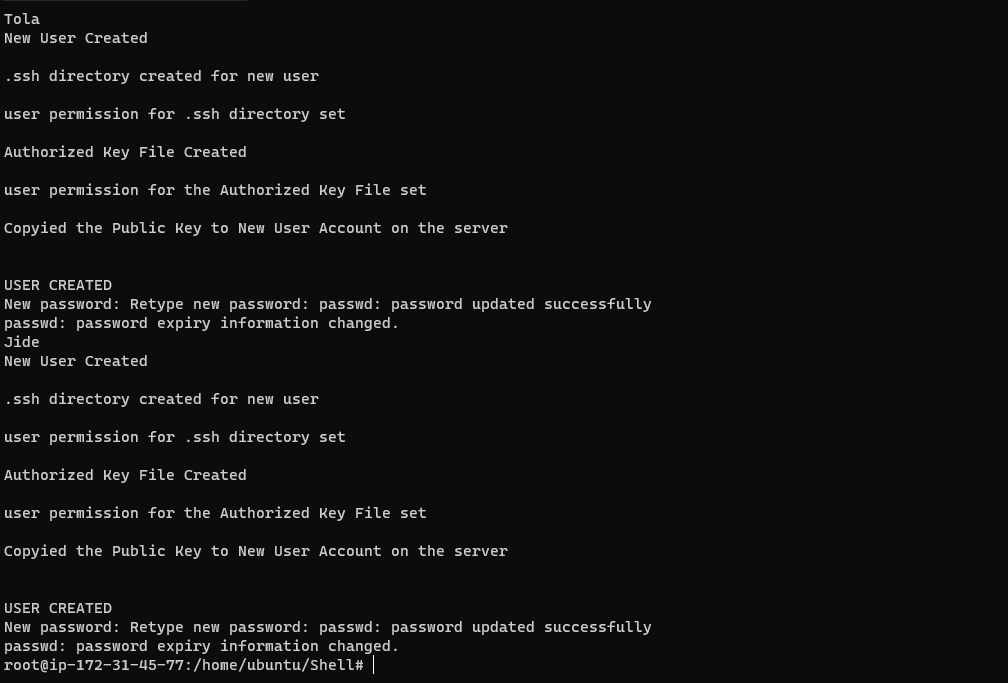 Tola
New User Created
.ssh directory created for new user
user permission for .ssh directory set
Authorized Key File Created
user permission for the Authorized Key File set
Copyied the Public Key to New User Account on the server
USER CREATED
New password: Retype new password: passwd: password updated successfully
passwd: password expiry information changed.
Jide
New User Created
.ssh directory created for new user
user permission for .ssh directory set
Authorized Key File Created
user permission for the Authorized Key File set
Copyied the Public Key to New User Account on the server
USER CREATED
New password: Retype new password: passwd: password updated successfully
passwd: password expiry information changed.
root@ip-172-31-45-77:/home/ubuntu/Shell#